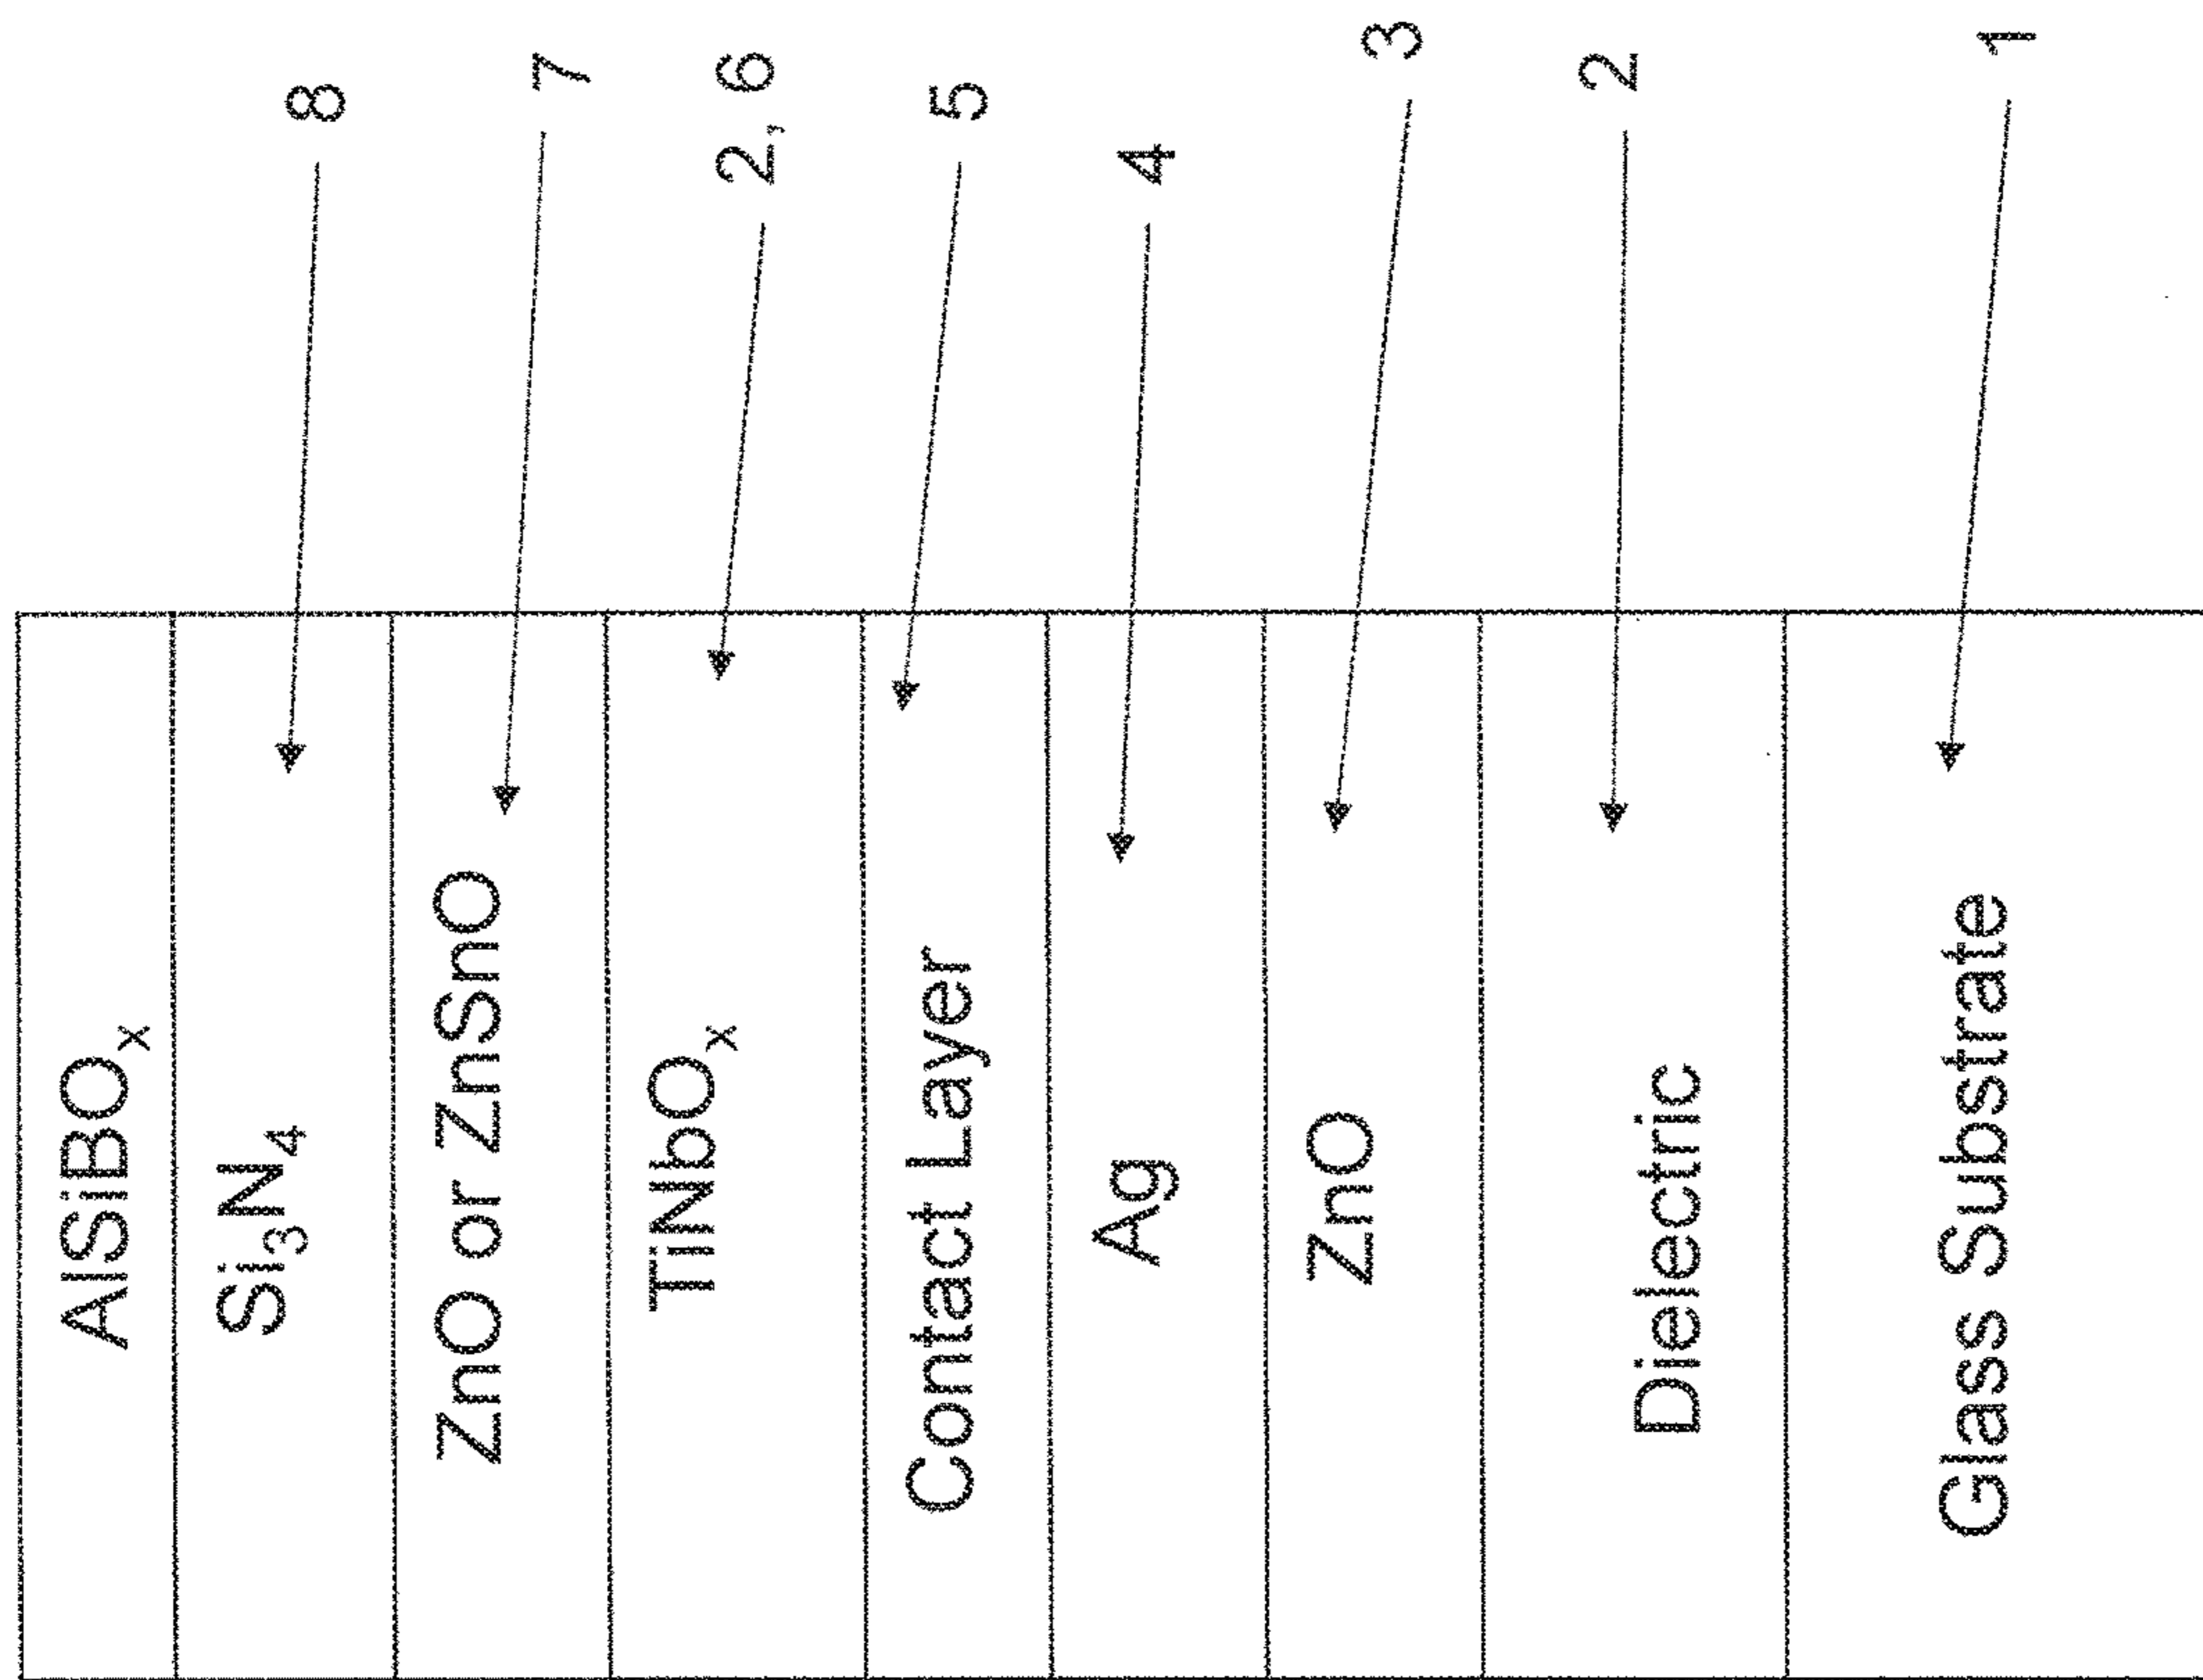 AlSiBOₓ
Si₃N₄ 8
ZnO or ZnSnO 7
TiNbOₓ 2, 6
Contact Layer 5
Ag 4
ZnO 3
Dielectric 2
Glass Substrate 1